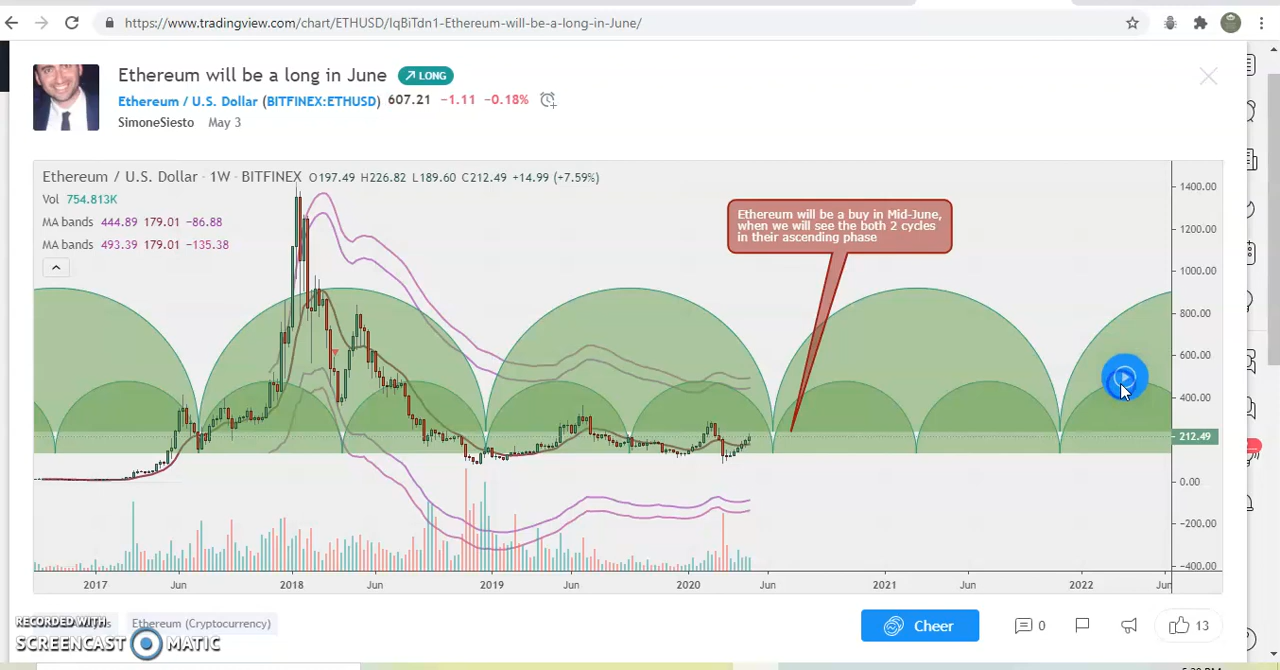 https://www.tradingview.com/chart/ETHUSD/IqBiTdn1-Ethereum-will-be-a-long-in-June/
Ethereum will be a long in June
LONG
Ethereum / U.S. Dollar (BITFINEX:ETHUSD) 607.21 −1.11 −0.18%
SimoneSiesto May 3
Ethereum / U.S. Dollar · 1W · BITFINEX O197.49 H226.82 L189.60 C212.49 +14.99 (+7.59%)
Vol 754.813K
MA bands 444.89 179.01 −86.88
MA bands 493.39 179.01 −135.38
Ethereum will be a buy in Mid-June,
when we will see the both 2 cycles
in their ascending phase
1400.00
1200.00
1000.00
800.00
600.00
400.00
212.49
0.00
−200.00
−400.00
2017 Jun 2018 Jun 2019 Jun 2020 Jun 2021 Jun 2022 Jun
Ethereum (Cryptocurrency)
Cheer
0
13
RECORDED WITH
SCREENCAST MATIC